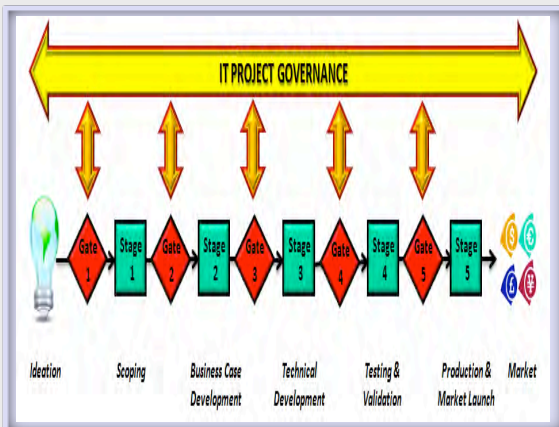 IT PROJECT GOVERNANCE
Gate 1
Stage 1
Gate 2
Stage 2
Gate 3
Stage 3
Gate 4
Stage 4
Gate 5
Stage 5
$
€
£
¥
Ideation
Scoping
Business Case
Development
Technical
Development
Testing &
Validation
Production &
Market Launch
Market